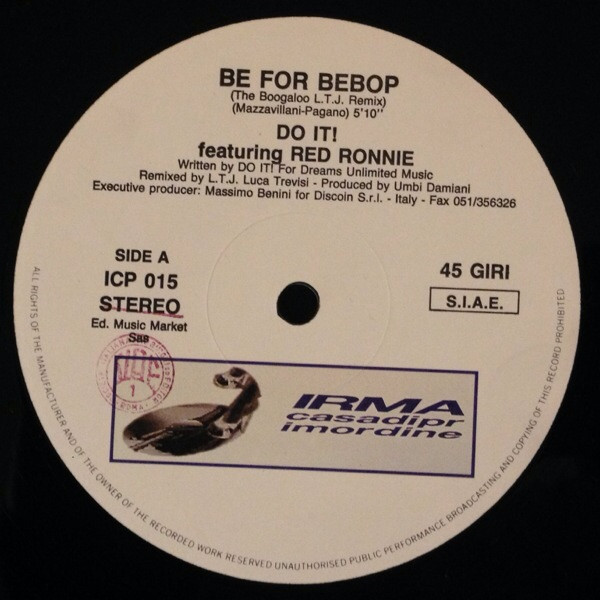 BE FOR BEBOP
(The Boogaloo L.T.J. Remix)
(Mazzavillani-Pagano) 5'10''
DO IT!
featuring RED RONNIE
Written by DO IT! For Dreams Unlimited Music
Remixed by L.T.J. Luca Trevisi - Produced by Umbi Damiani
Executive producer: Massimo Benini for Discoin S.r.l. - Italy - Fax 051/356326
SIDE A
ICP 015
STEREO
Ed. Music Market
Sas
45 GIRI
S.I.A.E.
1
ROMA
IRMA
casadipr
imordine
ALL RIGHTS OF THE MANUFACTURER AND OF THE OWNER OF THE RECORDED WORK RESERVED UNAUTHORISED PUBLIC PERFORMANCE BROADCASTING AND COPYING OF THIS RECORD PROHIBITED